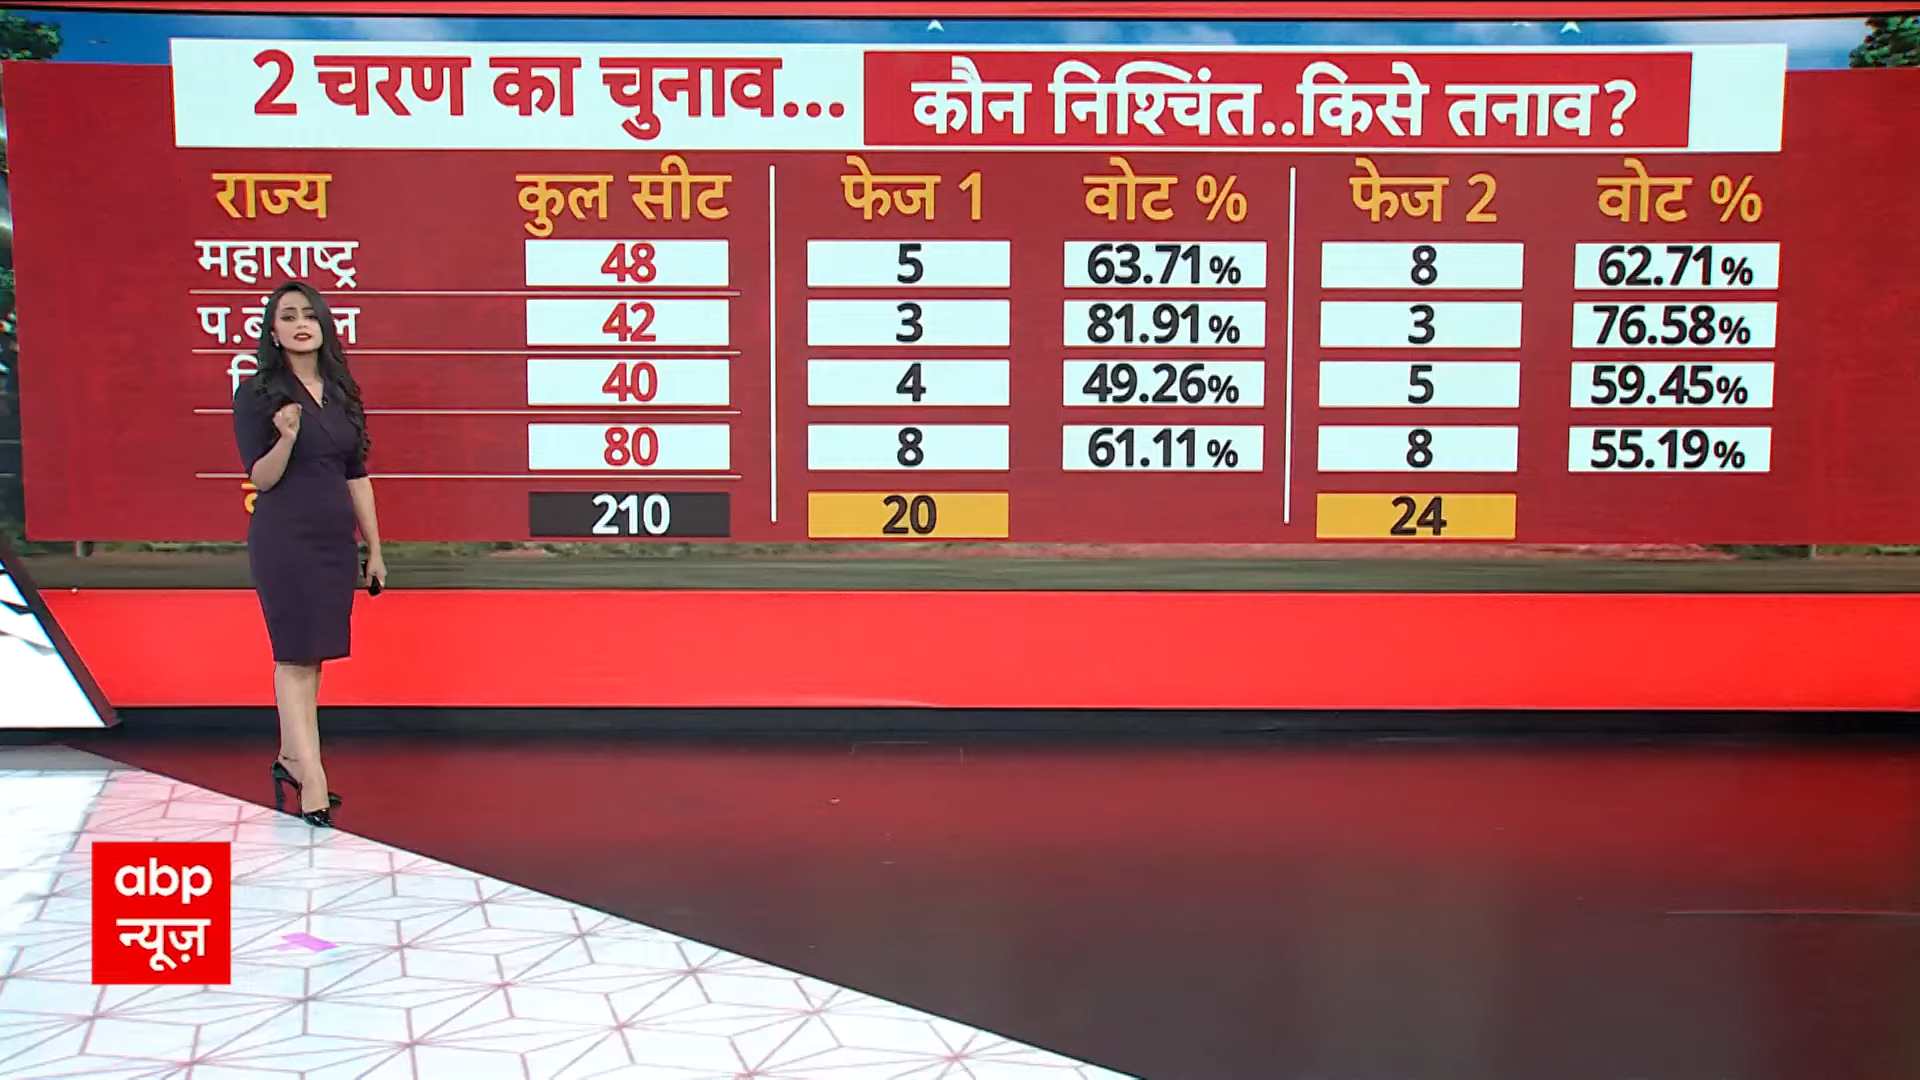 2 चरण का चुनाव... कौन निश्चिंत..किसे तनाव?
राज्य कुल सीट फेज 1 वोट % फेज 2 वोट %
महाराष्ट्र 48 5 63.71% 8 62.71%
42 3 81.91% 3 76.58%
40 4 49.26% 5 59.45%
80 8 61.11% 8 55.19%
210 20 24
abp
न्यूज़